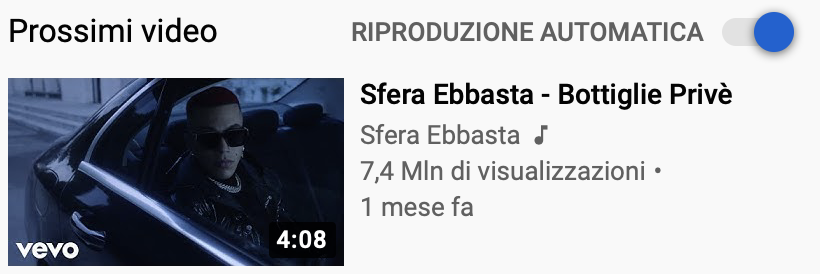 Prossimi video
RIPRODUZIONE AUTOMATICA
Sfera Ebbasta - Bottiglie Privè
Sfera Ebbasta
7,4 Mln di visualizzazioni •
1 mese fa
vevo
4:08